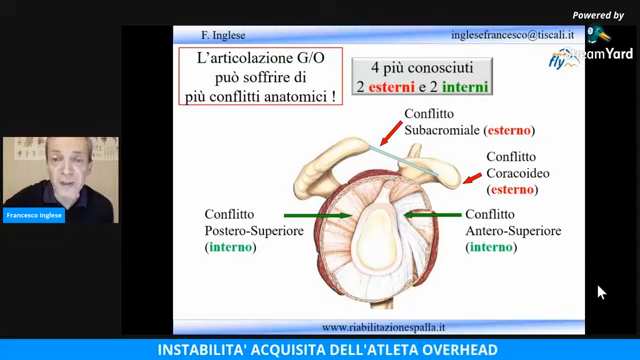 Powered by
StreamYard
F. Inglese
inglesefrancesco@tiscali.it
fly
L'articolazione G/O
può soffrire di
più conflitti anatomici !
4 più conosciuti
2 esterni e 2 interni
Conflitto
Subacromiale (esterno)
Conflitto
Coracoideo
(esterno)
Conflitto
Postero-Superiore
(interno)
Conflitto
Antero-Superiore
(interno)
Francesco Inglese
www.riabilitazionespalla.it
INSTABILITA' ACQUISITA DELL'ATLETA OVERHEAD